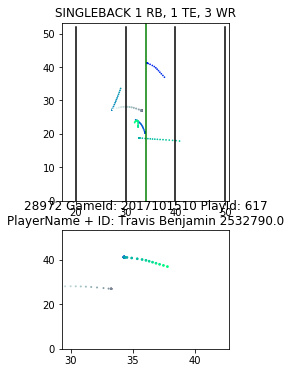 SINGLEBACK 1 RB, 1 TE, 3 WR
50
40
30
20
10
0
20 30 40 50
28972 GameId: 2017101510 PlayId: 617
PlayerName + ID: Travis Benjamin 2532790.0
40
20
0
30 35 40